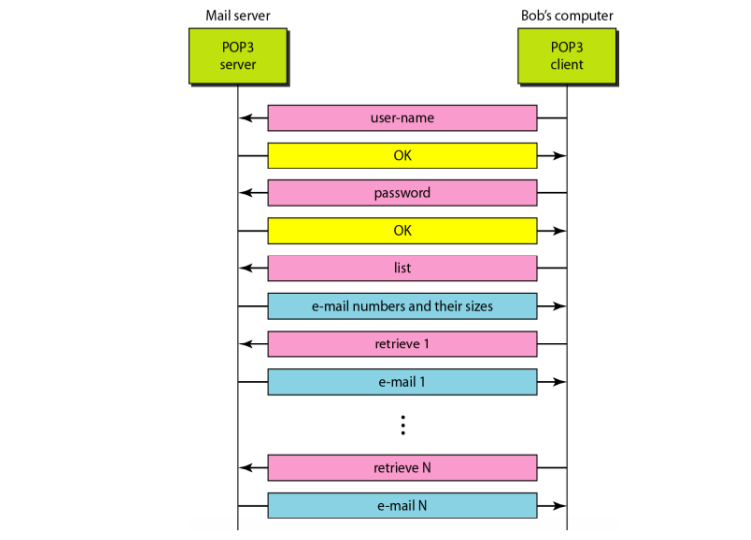 Mail server
Bob's computer
POP3
server
POP3
client
user-name
OK
password
OK
list
e-mail numbers and their sizes
retrieve 1
e-mail 1
retrieve N
e-mail N